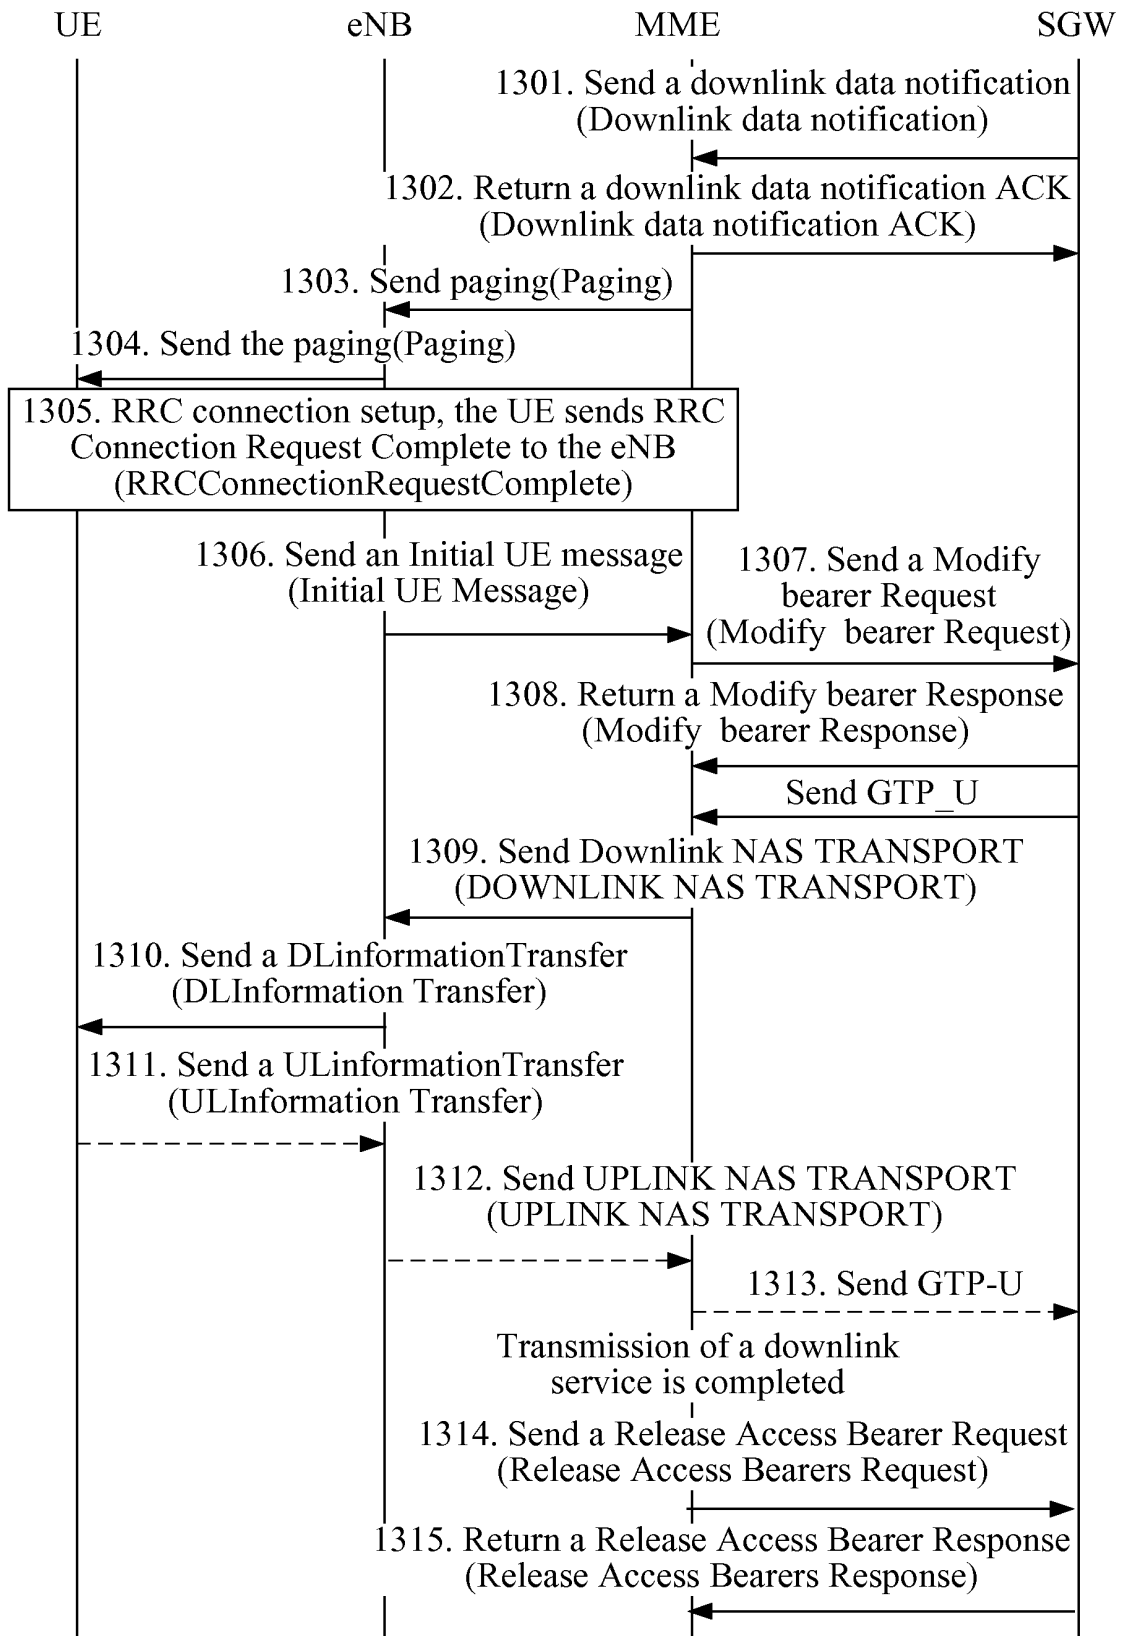 UE eNB MME SGW
1301. Send a downlink data notification
(Downlink data notification)
1302. Return a downlink data notification ACK
(Downlink data notification ACK)
1303. Send paging(Paging)
1304. Send the paging(Paging)
1305. RRC connection setup, the UE sends RRC
Connection Request Complete to the eNB
(RRCConnectionRequestComplete)
1306. Send an Initial UE message
(Initial UE Message)
1307. Send a Modify
bearer Request
(Modify bearer Request)
1308. Return a Modify bearer Response
(Modify bearer Response)
Send GTP_U
1309. Send Downlink NAS TRANSPORT
(DOWNLINK NAS TRANSPORT)
1310. Send a DLinformationTransfer
(DLInformation Transfer)
1311. Send a ULinformationTransfer
(ULInformation Transfer)
1312. Send UPLINK NAS TRANSPORT
(UPLINK NAS TRANSPORT)
1313. Send GTP-U
Transmission of a downlink
service is completed
1314. Send a Release Access Bearer Request
(Release Access Bearers Request)
1315. Return a Release Access Bearer Response
(Release Access Bearers Response)